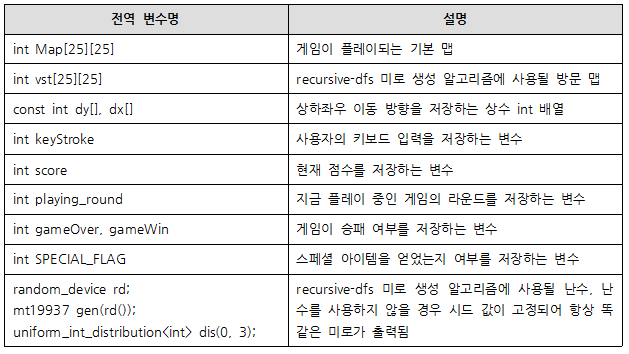 전역 변수명
설명
int Map[25][25]
게임이 플레이되는 기본 맵
int vst[25][25]
recursive-dfs 미로 생성 알고리즘에 사용될 방문 맵
const int dy[], dx[]
상하좌우 이동 방향을 저장하는 상수 int 배열
int keyStroke
사용자의 키보드 입력을 저장하는 변수
int score
현재 점수를 저장하는 변수
int playing_round
지금 플레이 중인 게임의 라운드를 저장하는 변수
int gameOver, gameWin
게임이 승패 여부를 저장하는 변수
int SPECIAL_FLAG
스페셜 아이템을 얻었는지 여부를 저장하는 변수
random_device rd;
mt19937 gen(rd());
uniform_int_distribution<int> dis(0, 3);
recursive-dfs 미로 생성 알고리즘에 사용될 난수, 난
수를 사용하지 않을 경우 시드 값이 고정되어 항상 똑
같은 미로가 출력됨